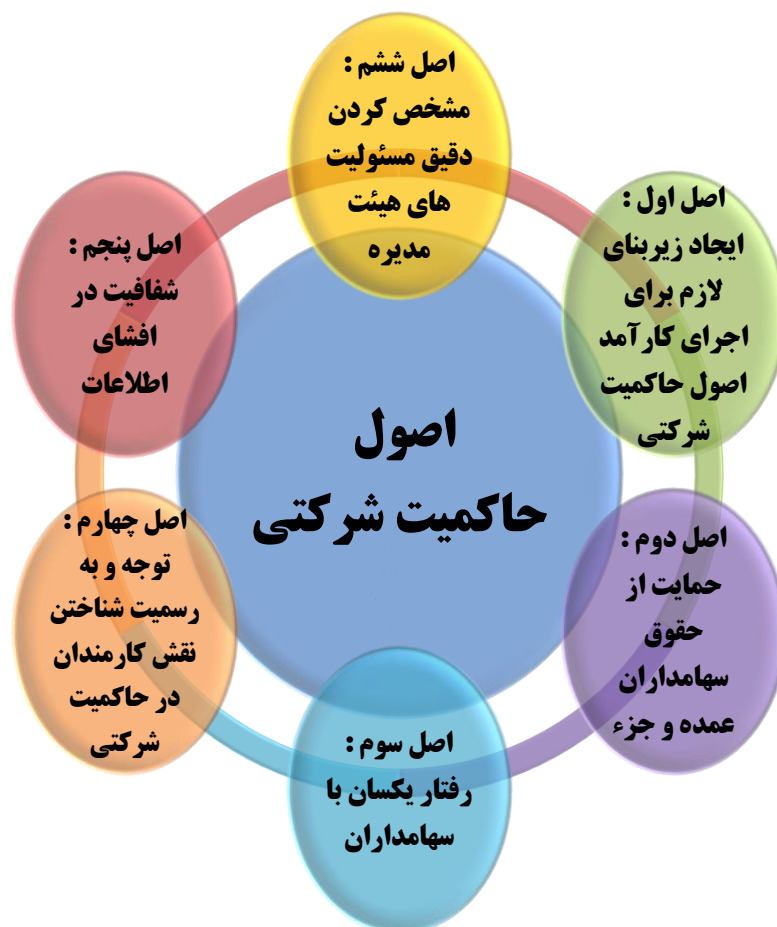 اصول
حاکمیت شرکتی
اصل اول :
ایجاد زیربنای
لازم برای
اجرای کارآمد
اصول حاکمیت
شرکتی
اصل دوم :
حمایت از
حقوق
سهامداران
عمده و جزء
اصل سوم :
رفتار یکسان با
سهامداران
اصل چهارم :
توجه و به
رسمیت شناختن
نقش کارمندان
در حاکمیت
شرکتی
اصل پنجم :
شفافیت در
افشای
اطلاعات
اصل ششم :
مشخص کردن
دقیق مسئولیت
های هیئت
مدیره